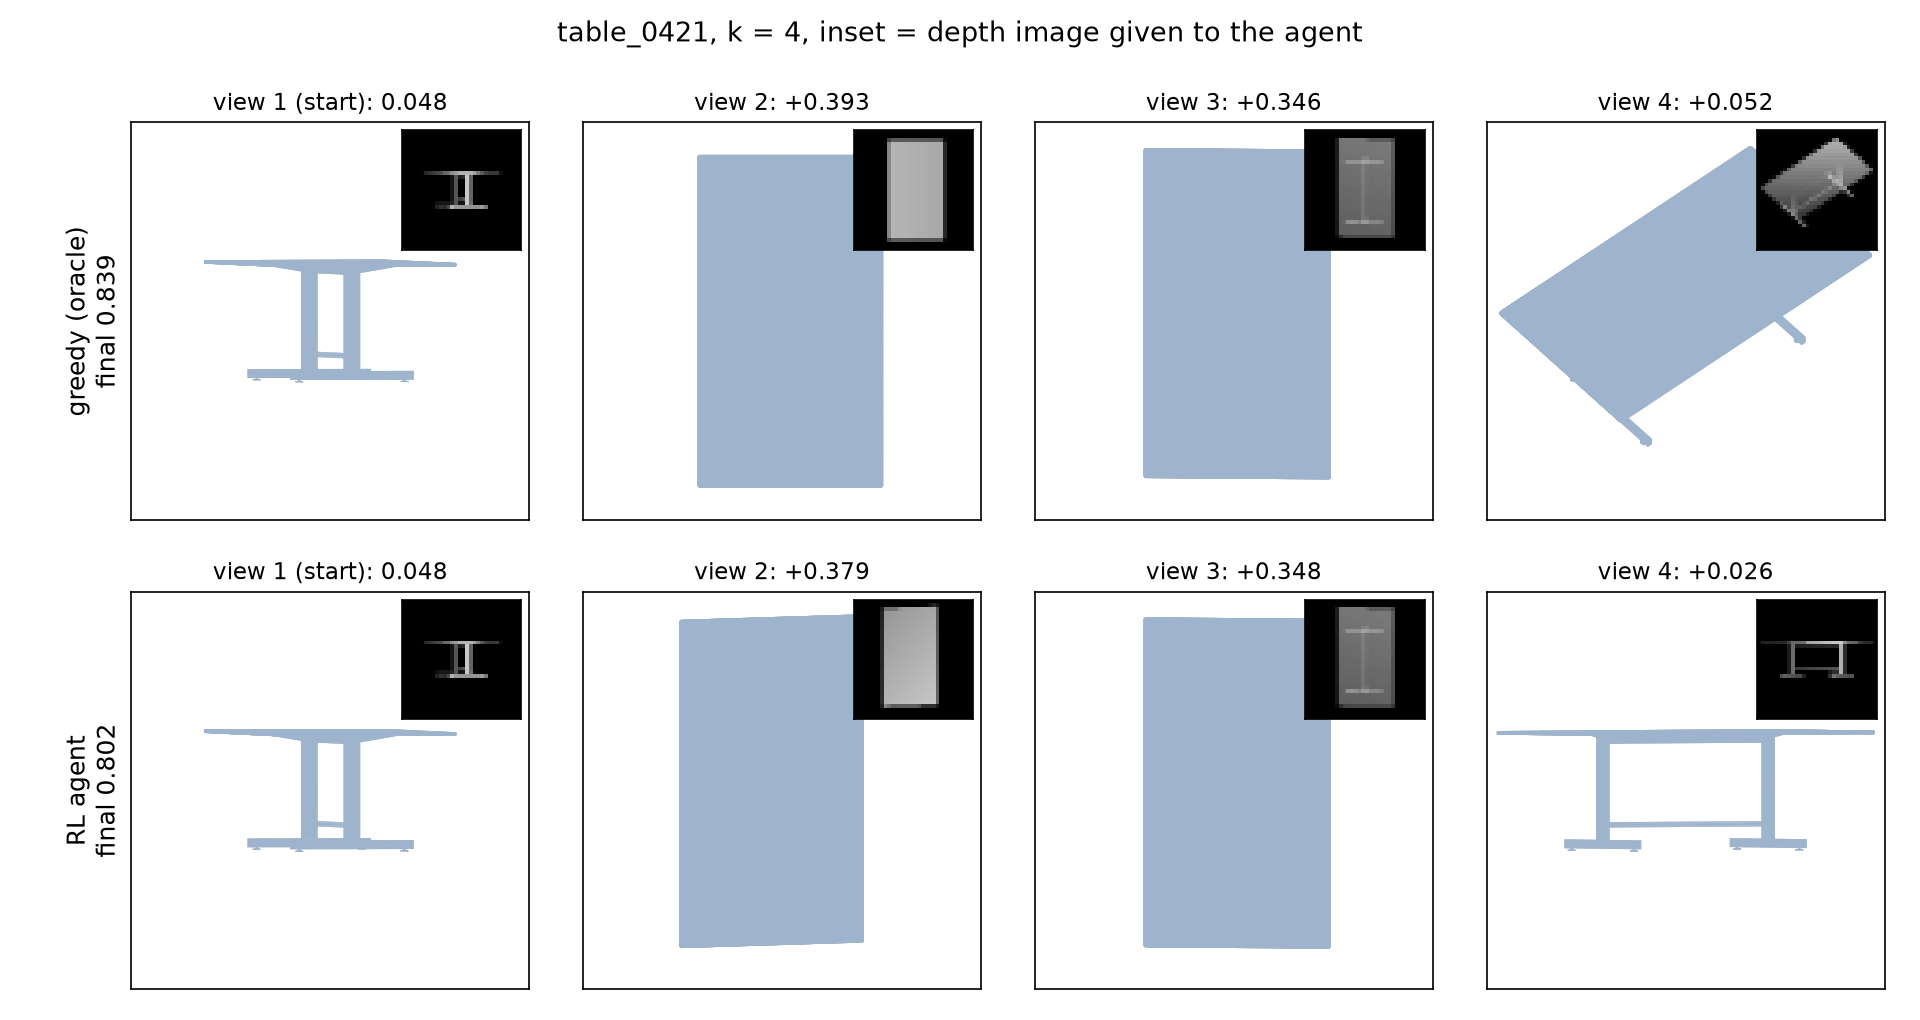 table_0421, k = 4, inset = depth image given to the agent
greedy (oracle)
final 0.839
view 1 (start): 0.048
view 2: +0.393
view 3: +0.346
view 4: +0.052
RL agent
final 0.802
view 1 (start): 0.048
view 2: +0.379
view 3: +0.348
view 4: +0.026